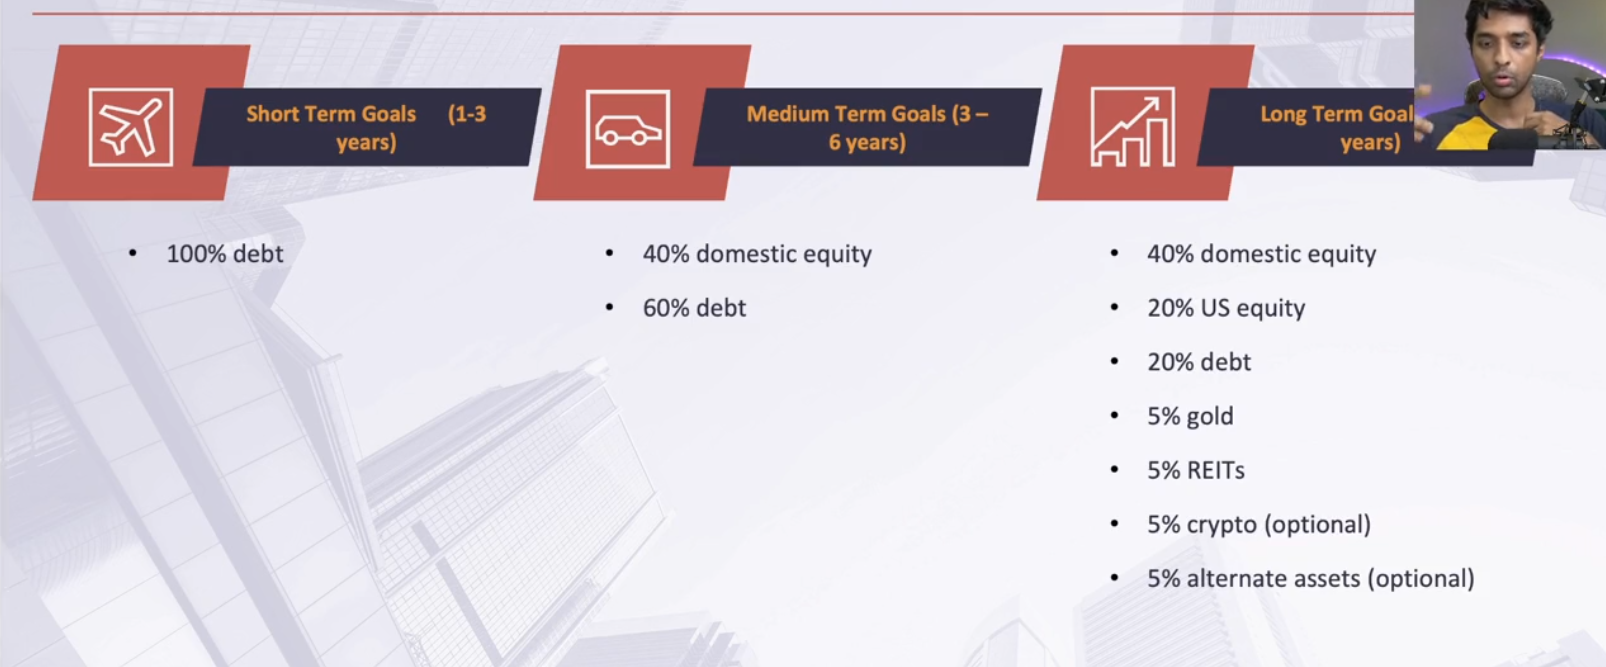 Short Term Goals (1-3
years)
Medium Term Goals (3 –
6 years)
Long Term Goal
years)
• 100% debt
• 40% domestic equity
• 60% debt
• 40% domestic equity
• 20% US equity
• 20% debt
• 5% gold
• 5% REITs
• 5% crypto (optional)
• 5% alternate assets (optional)